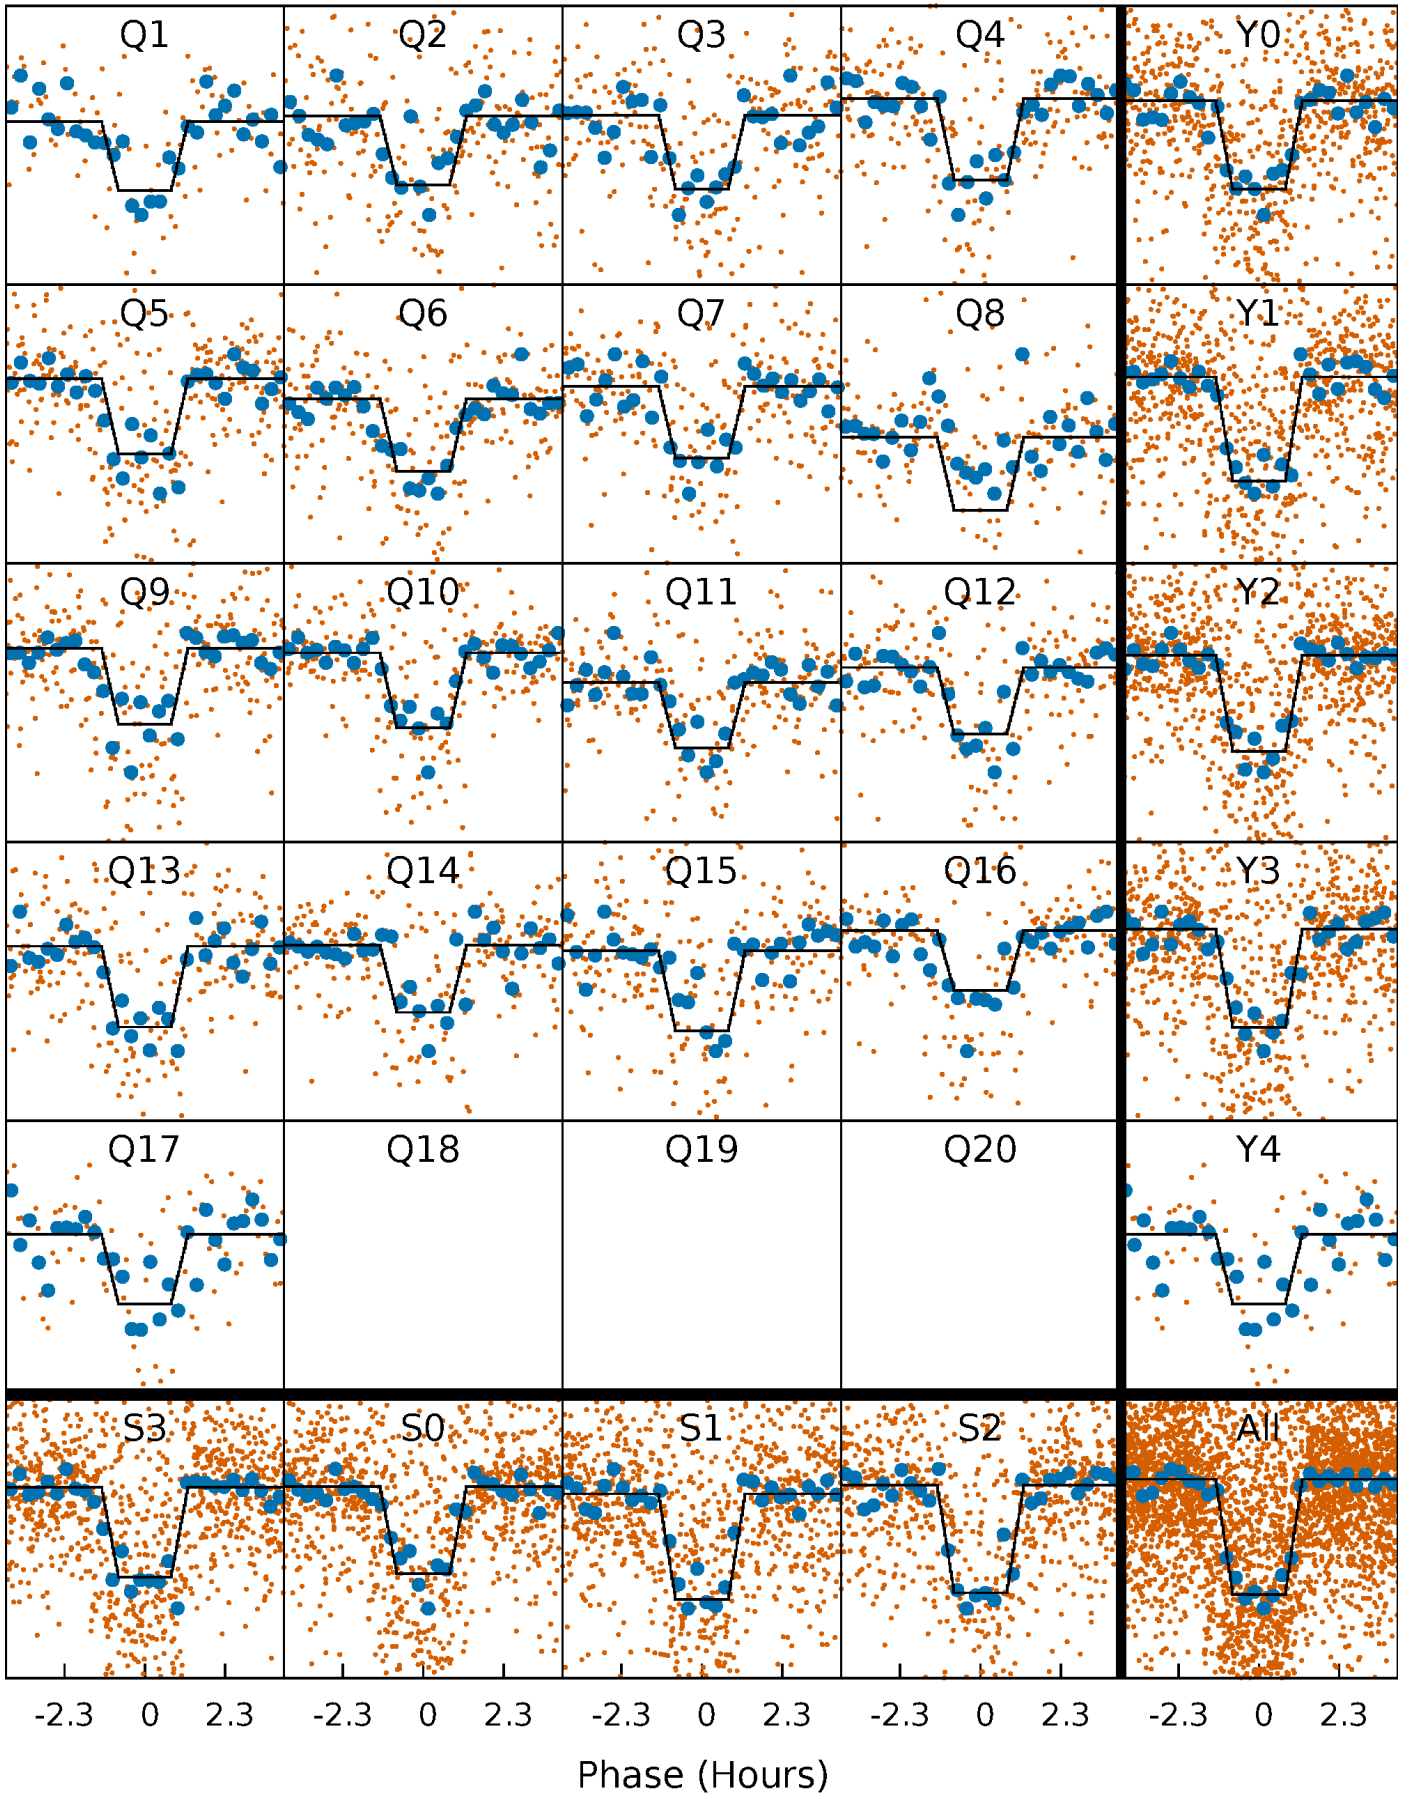 Q1 Q2 Q3 Q4 Y0
Q5 Q6 Q7 Q8 Y1
Q9 Q10 Q11 Q12 Y2
Q13 Q14 Q15 Q16 Y3
Q17 Q18 Q19 Q20 Y4
S3 S0 S1 S2 All
-2.3 0 2.3 -2.3 0 2.3 -2.3 0 2.3 -2.3 0 2.3 -2.3 0 2.3
Phase (Hours)